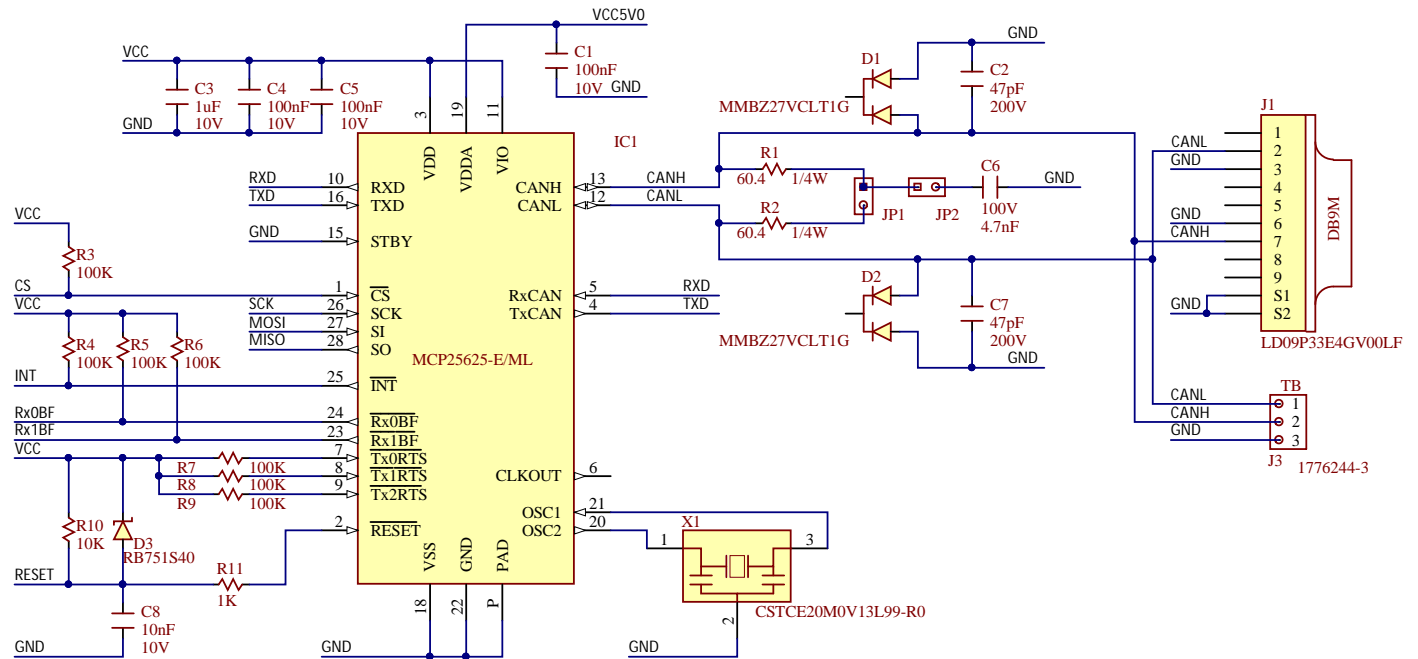 VCC5V0
VCC
C1
100nF
10V
GND
C3
1uF
10V
C4
100nF
10V
C5
100nF
10V
GND
3
19
11
IC1
VDD
VDDA
VIO
RXD 10 RXD
TXD 16 TXD
GND 15 STBY
VCC
R3
100K
CS 1 CS
VCC
SCK 26 SCK
MOSI 27 SI
MISO 28 SO
R4
100K
R5
100K
R6
100K
INT 25 INT
Rx0BF 24 Rx0BF
Rx1BF 23 Rx1BF
VCC 7 Tx0RTS
R7 100K 8 Tx1RTS
R8 100K 9 Tx2RTS
R9 100K
R10
10K
D3
RB751S40
2 RESET
RESET
R11
1K
C8
10nF
10V
GND
MCP25625-E/ML
CANH 13 CANH
CANL 12 CANL
RxCAN 5 RXD
TxCAN 4 TXD
CLKOUT 6
OSC1 21
OSC2 20
VSS
GND
PAD
18
22
P
GND
X1
1
3
2
CSTCE20M0V13L99-R0
GND
D1
MMBZ27VCLT1G
GND
C2
47pF
200V
R1
60.4 1/4W
R2
60.4 1/4W
JP1
JP2
C6
100V
4.7nF
GND
D2
MMBZ27VCLT1G
C7
47pF
200V
GND
J1
1
CANL 2
GND 3
4
5
GND 6
CANH 7
8
9
S1
GND S2
DB9M
LD09P33E4GV00LF
TB
CANL 1
CANH 2
GND 3
J3
1776244-3